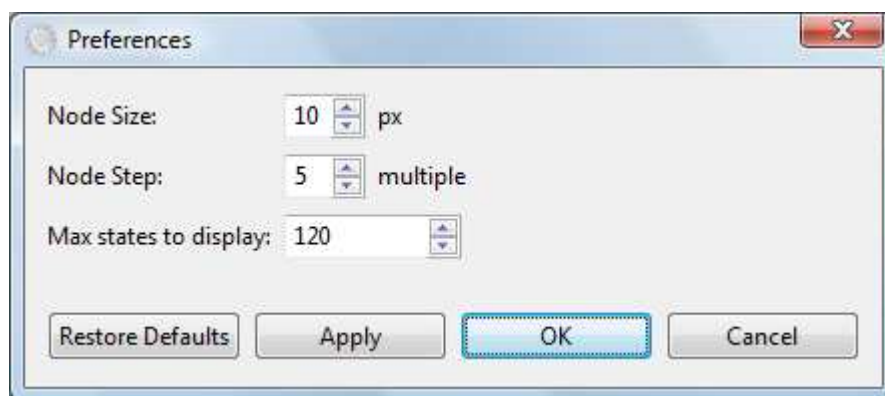 Preferences
Node Size: 10 px
Node Step: 5 multiple
Max states to display: 120
Restore Defaults Apply OK Cancel